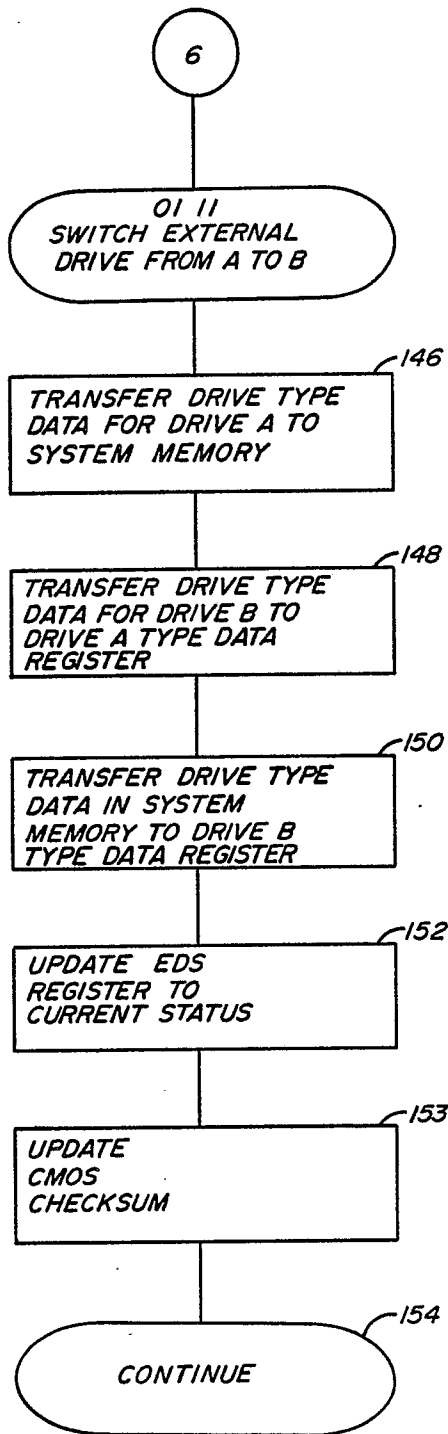 6
01 11
SWITCH EXTERNAL
DRIVE FROM A TO B
146
TRANSFER DRIVE TYPE
DATA FOR DRIVE A TO
SYSTEM MEMORY
148
TRANSFER DRIVE TYPE
DATA FOR DRIVE B TO
DRIVE A TYPE DATA
REGISTER
150
TRANSFER DRIVE TYPE
DATA IN SYSTEM
MEMORY TO DRIVE B
TYPE DATA REGISTER
152
UPDATE EDS
REGISTER TO
CURRENT STATUS
153
UPDATE
CMOS
CHECKSUM
154
CONTINUE